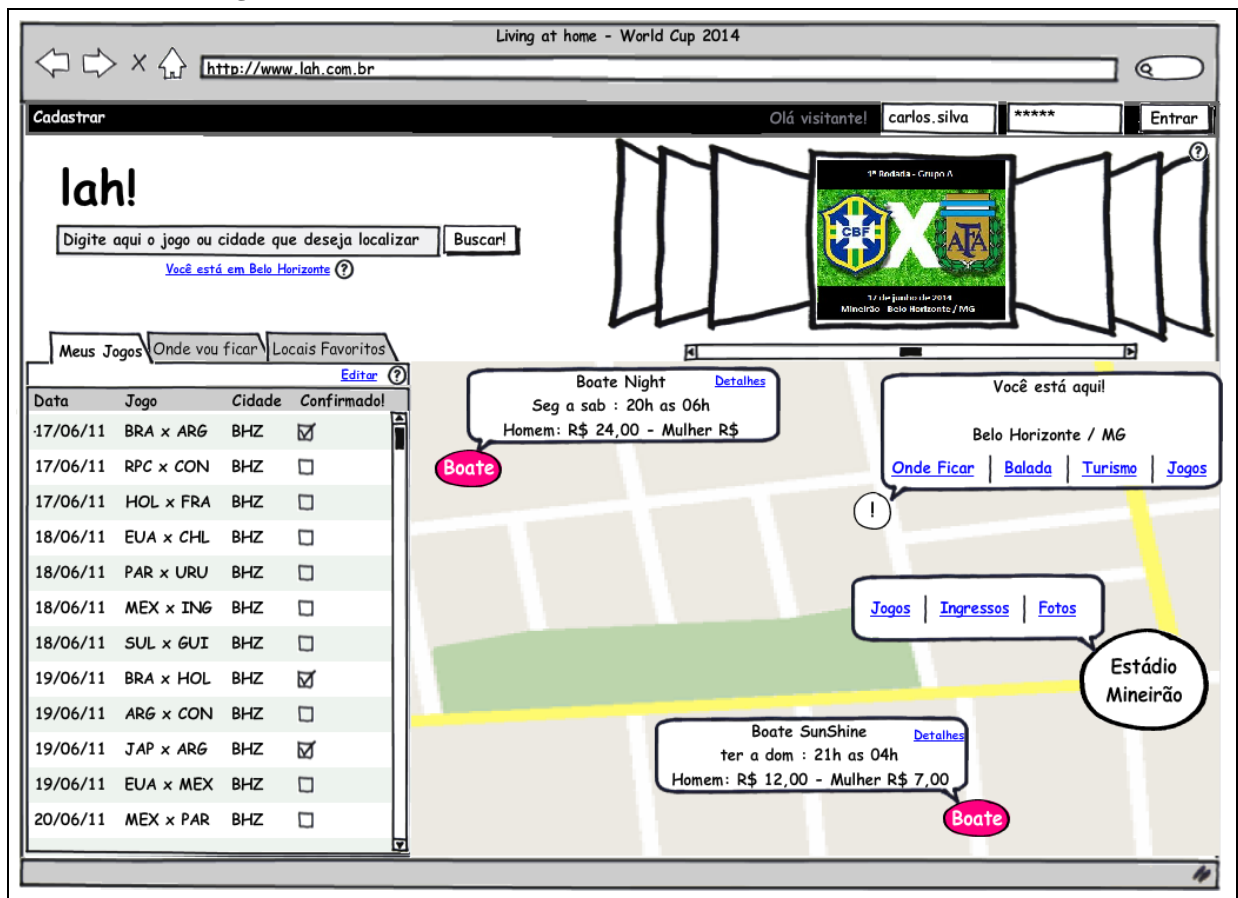 Living at home - World Cup 2014
http://www.lah.com.br
Cadastrar
Olá visitante!
carlos.silva
*****
Entrar
lah!
Digite aqui o jogo ou cidade que deseja localizar
Buscar!
Você está em Belo Horizonte ?
?
1ª Rodada - Grupo A
CBF X AFA
17 de junho de 2014
Mineirão - Belo Horizonte / MG
Meus Jogos
Onde vou ficar
Locais Favoritos
Editar ?
Data Jogo Cidade Confirmado!
17/06/11 BRA x ARG BHZ
17/06/11 RPC x CON BHZ
17/06/11 HOL x FRA BHZ
18/06/11 EUA x CHL BHZ
18/06/11 PAR x URU BHZ
18/06/11 MEX x ING BHZ
18/06/11 SUL x GUI BHZ
19/06/11 BRA x HOL BHZ
19/06/11 ARG x CON BHZ
19/06/11 JAP x ARG BHZ
19/06/11 EUA x MEX BHZ
20/06/11 MEX x PAR BHZ
Boate Night Detalhes
Seg a sab : 20h as 06h
Homem: R$ 24,00 - Mulher R$
Boate
Você está aqui!
Belo Horizonte / MG
Onde Ficar | Balada | Turismo | Jogos
!
Jogos | Ingressos | Fotos
Estádio
Mineirão
Boate SunShine Detalhes
ter a dom : 21h as 04h
Homem: R$ 12,00 - Mulher R$ 7,00
Boate